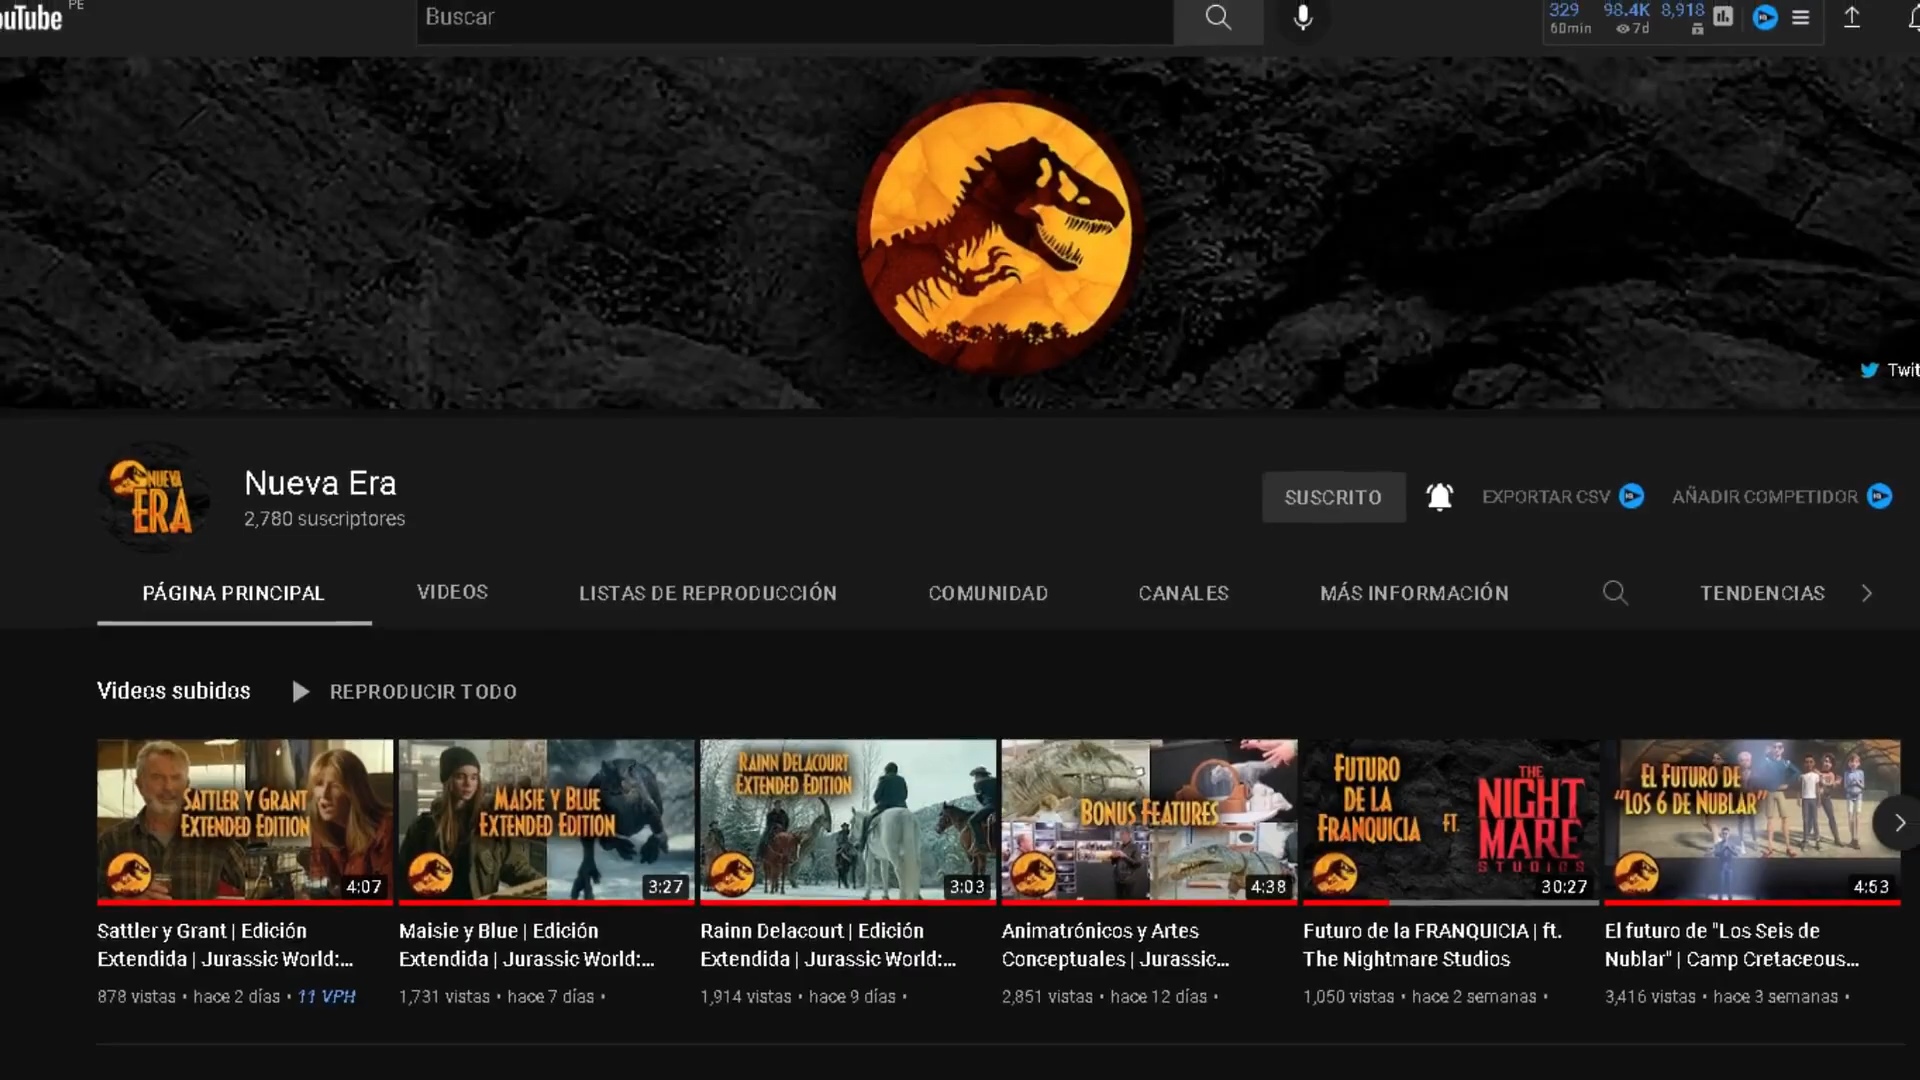 ouTube
PE
Buscar
329
98.4K
8,918
60min
7d
Twit
NUEVA
ERA
Nueva Era
2,780 suscriptores
SUSCRITO
EXPORTAR CSV
AÑADIR COMPETIDOR
PÁGINA PRINCIPAL
VIDEOS
LISTAS DE REPRODUCCIÓN
COMUNIDAD
CANALES
MÁS INFORMACIÓN
TENDENCIAS
Videos subidos
REPRODUCIR TODO
SATTLER Y GRANT
EXTENDED EDITION
4:07
MAISIE Y BLUE
EXTENDED EDITION
3:27
RAINN DELACOURT
EXTENDED EDITION
3:03
BONUS FEATURES
4:38
FUTURO
DE LA
FRANQUICIA
FT.
THE
NIGHT
MARE
STUDIOS
30:27
EL FUTURO DE
"LOS 6 DE NUBLAR"
4:53
Sattler y Grant | Edición
Extendida | Jurassic World:...
878 vistas • hace 2 días • 11 VPH
Maisie y Blue | Edición
Extendida | Jurassic World:...
1,731 vistas • hace 7 días •
Rainn Delacourt | Edición
Extendida | Jurassic World:...
1,914 vistas • hace 9 días •
Animatrónicos y Artes
Conceptuales | Jurassic...
2,851 vistas • hace 12 días •
Futuro de la FRANQUICIA | ft.
The Nightmare Studios
1,050 vistas • hace 2 semanas •
El futuro de "Los Seis de
Nublar" | Camp Cretaceous...
3,416 vistas • hace 3 semanas •